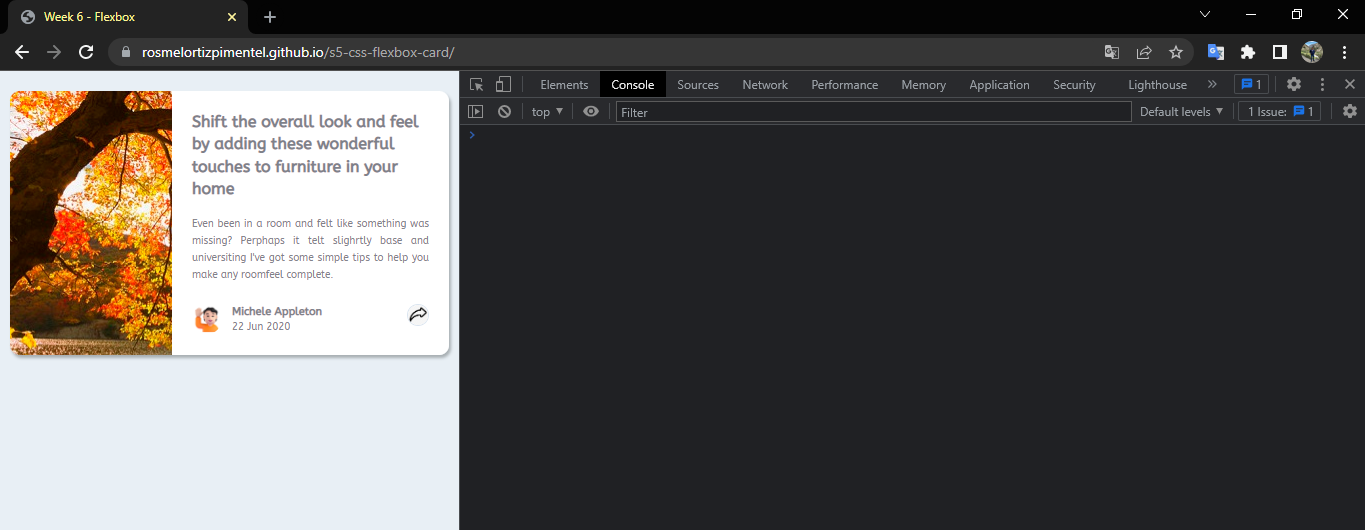 Week 6 - Flexbox
rosmelortizpimentel.github.io/s5-css-flexbox-card/
Elements Console Sources Network Performance Memory Application Security Lighthouse 1
top Filter Default levels 1 Issue: 1
Shift the overall look and feel
by adding these wonderful
touches to furniture in your
home
Even been in a room and felt like something was
missing? Perphaps it telt slighrtly base and
universiting I've got some simple tips to help you
make any roomfeel complete.
Michele Appleton
22 Jun 2020